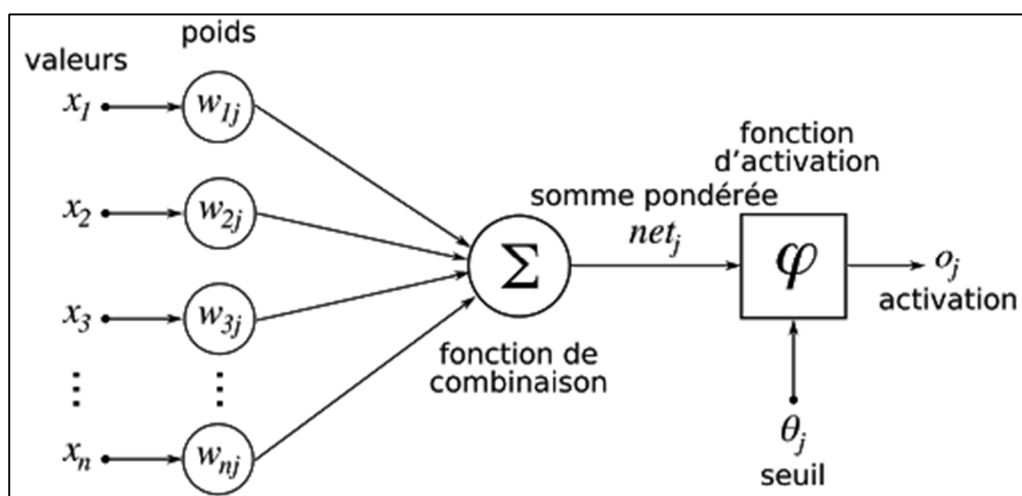 poids
valeurs
x₁
w₁ⱼ
x₂
w₂ⱼ
x₃
w₃ⱼ
⋮
⋮
xₙ
wₙⱼ
Σ
fonction de
combinaison
somme pondérée
netⱼ
fonction
d'activation
φ
oⱼ
activation
θⱼ
seuil